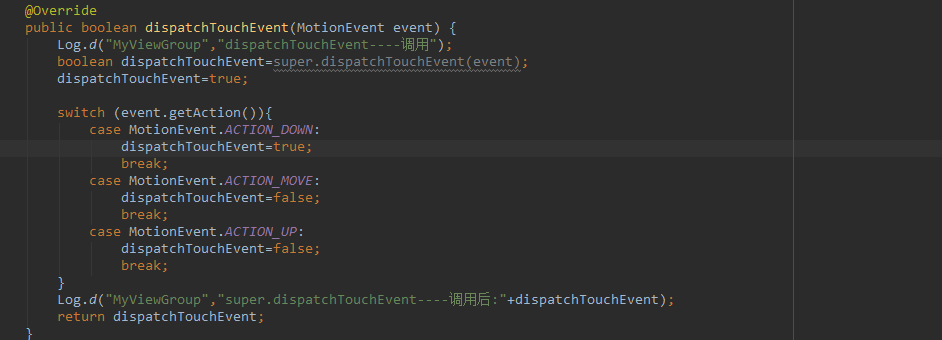 @Override
public boolean dispatchTouchEvent(MotionEvent event) {
    Log.d("MyViewGroup","dispatchTouchEvent----调用");
    boolean dispatchTouchEvent=super.dispatchTouchEvent(event);
    dispatchTouchEvent=true;
    switch (event.getAction()){
        case MotionEvent.ACTION_DOWN:
            dispatchTouchEvent=true;
            break;
        case MotionEvent.ACTION_MOVE:
            dispatchTouchEvent=false;
            break;
        case MotionEvent.ACTION_UP:
            dispatchTouchEvent=false;
            break;
    }
    Log.d("MyViewGroup","super.dispatchTouchEvent----调用后:"+dispatchTouchEvent);
    return dispatchTouchEvent;
}